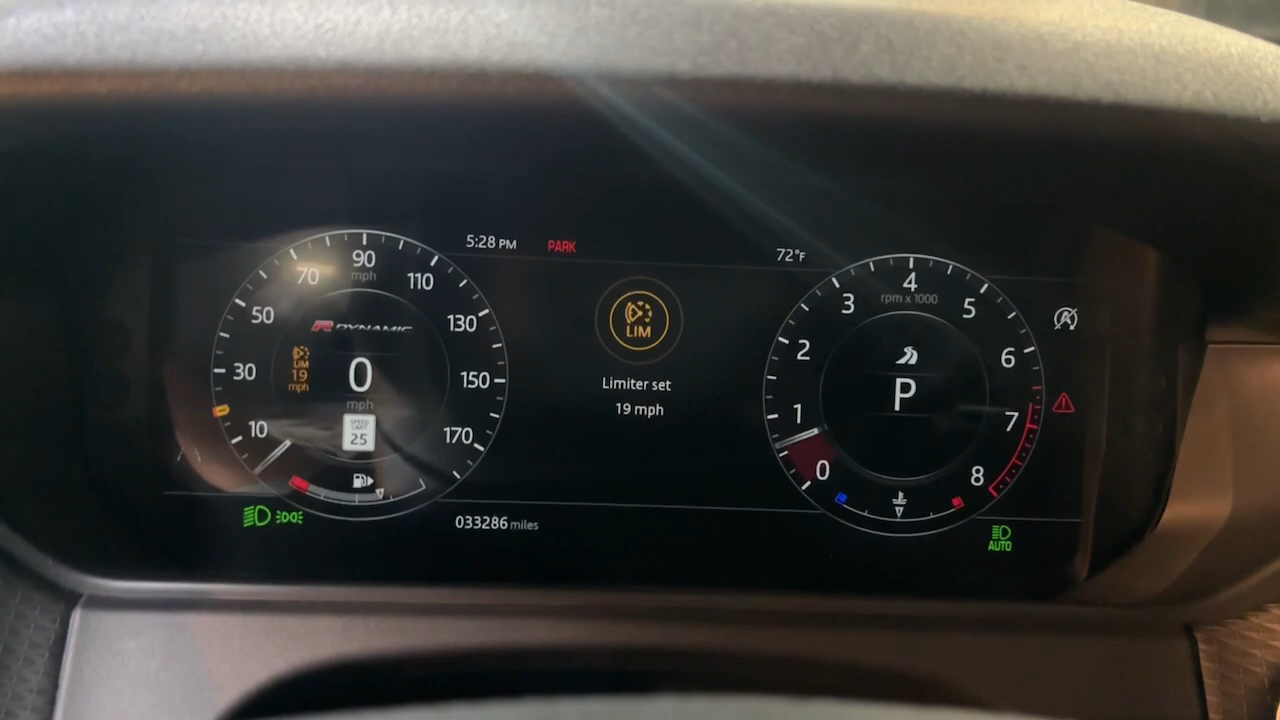 5:28 PM PARK
72°F
90
mph
70
110
50
130
R DYNAMIC
LIM
19
mph
0
mph
30
150
10
170
SPEED
LIMIT
25
LIM
Limiter set
19 mph
4
rpm x 1000
3
5
2
6
P
1
7
0
8
033286 miles
A
AUTO